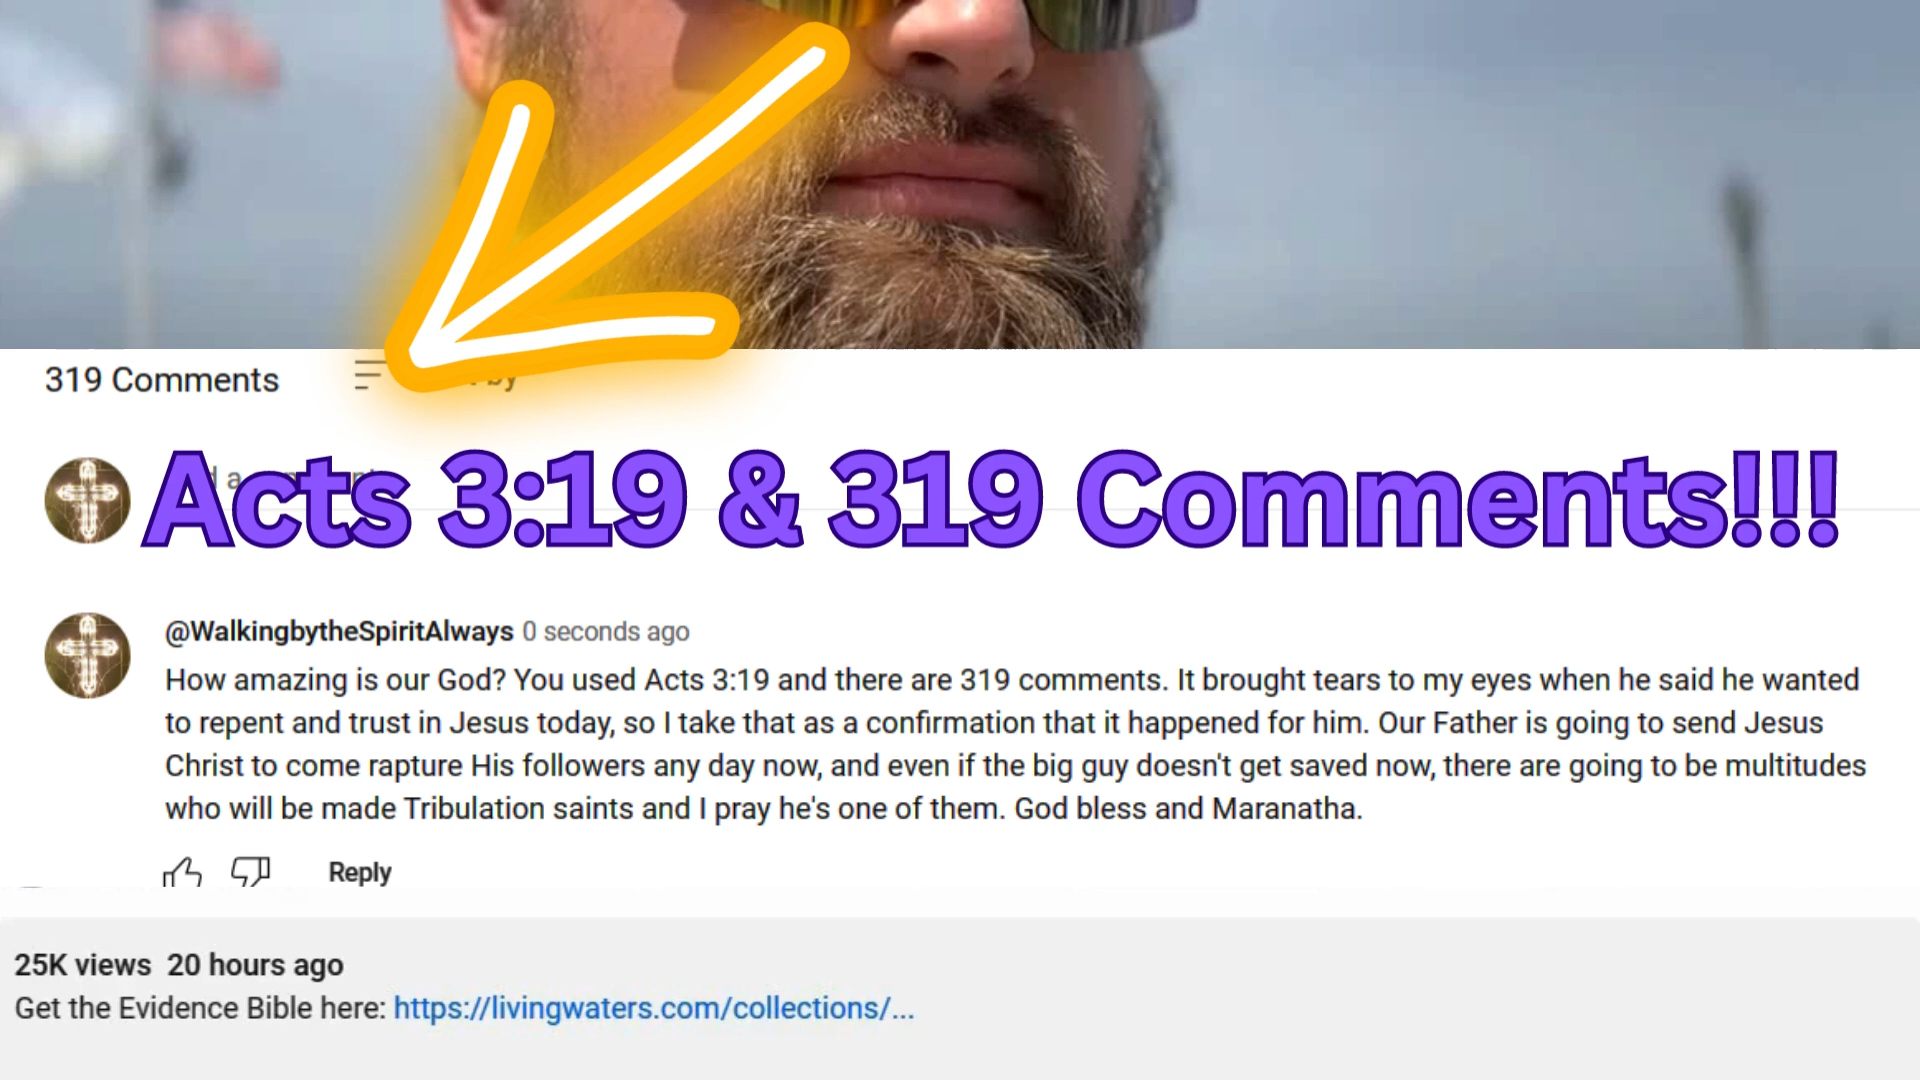 319 Comments
by
Acts 3:19 & 319 Comments!!!
@WalkingbytheSpiritAlways 0 seconds ago
How amazing is our God? You used Acts 3:19 and there are 319 comments. It brought tears to my eyes when he said he wanted
to repent and trust in Jesus today, so I take that as a confirmation that it happened for him. Our Father is going to send Jesus
Christ to come rapture His followers any day now, and even if the big guy doesn't get saved now, there are going to be multitudes
who will be made Tribulation saints and I pray he's one of them. God bless and Maranatha.
Reply
25K views 20 hours ago
Get the Evidence Bible here: https://livingwaters.com/collections/...